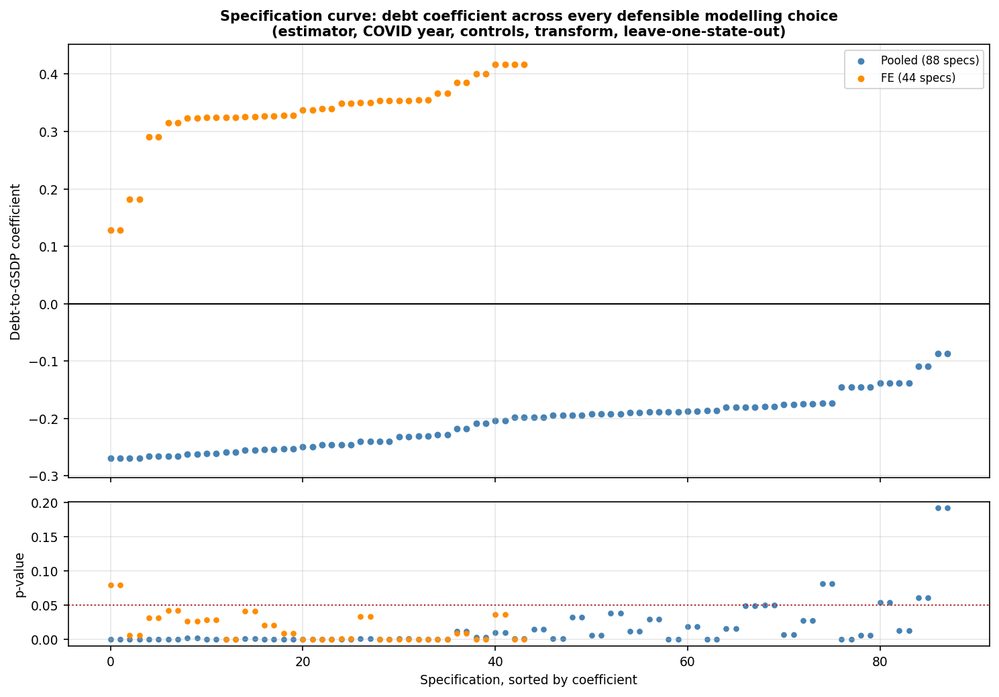 Specification curve: debt coefficient across every defensible modelling choice
(estimator, COVID year, controls, transform, leave-one-state-out)
Pooled (88 specs)
FE (44 specs)
Debt-to-GSDP coefficient
0.4
0.3
0.2
0.1
0.0
−0.1
−0.2
−0.3
p-value
0.20
0.15
0.10
0.05
0.00
0 20 40 60 80
Specification, sorted by coefficient